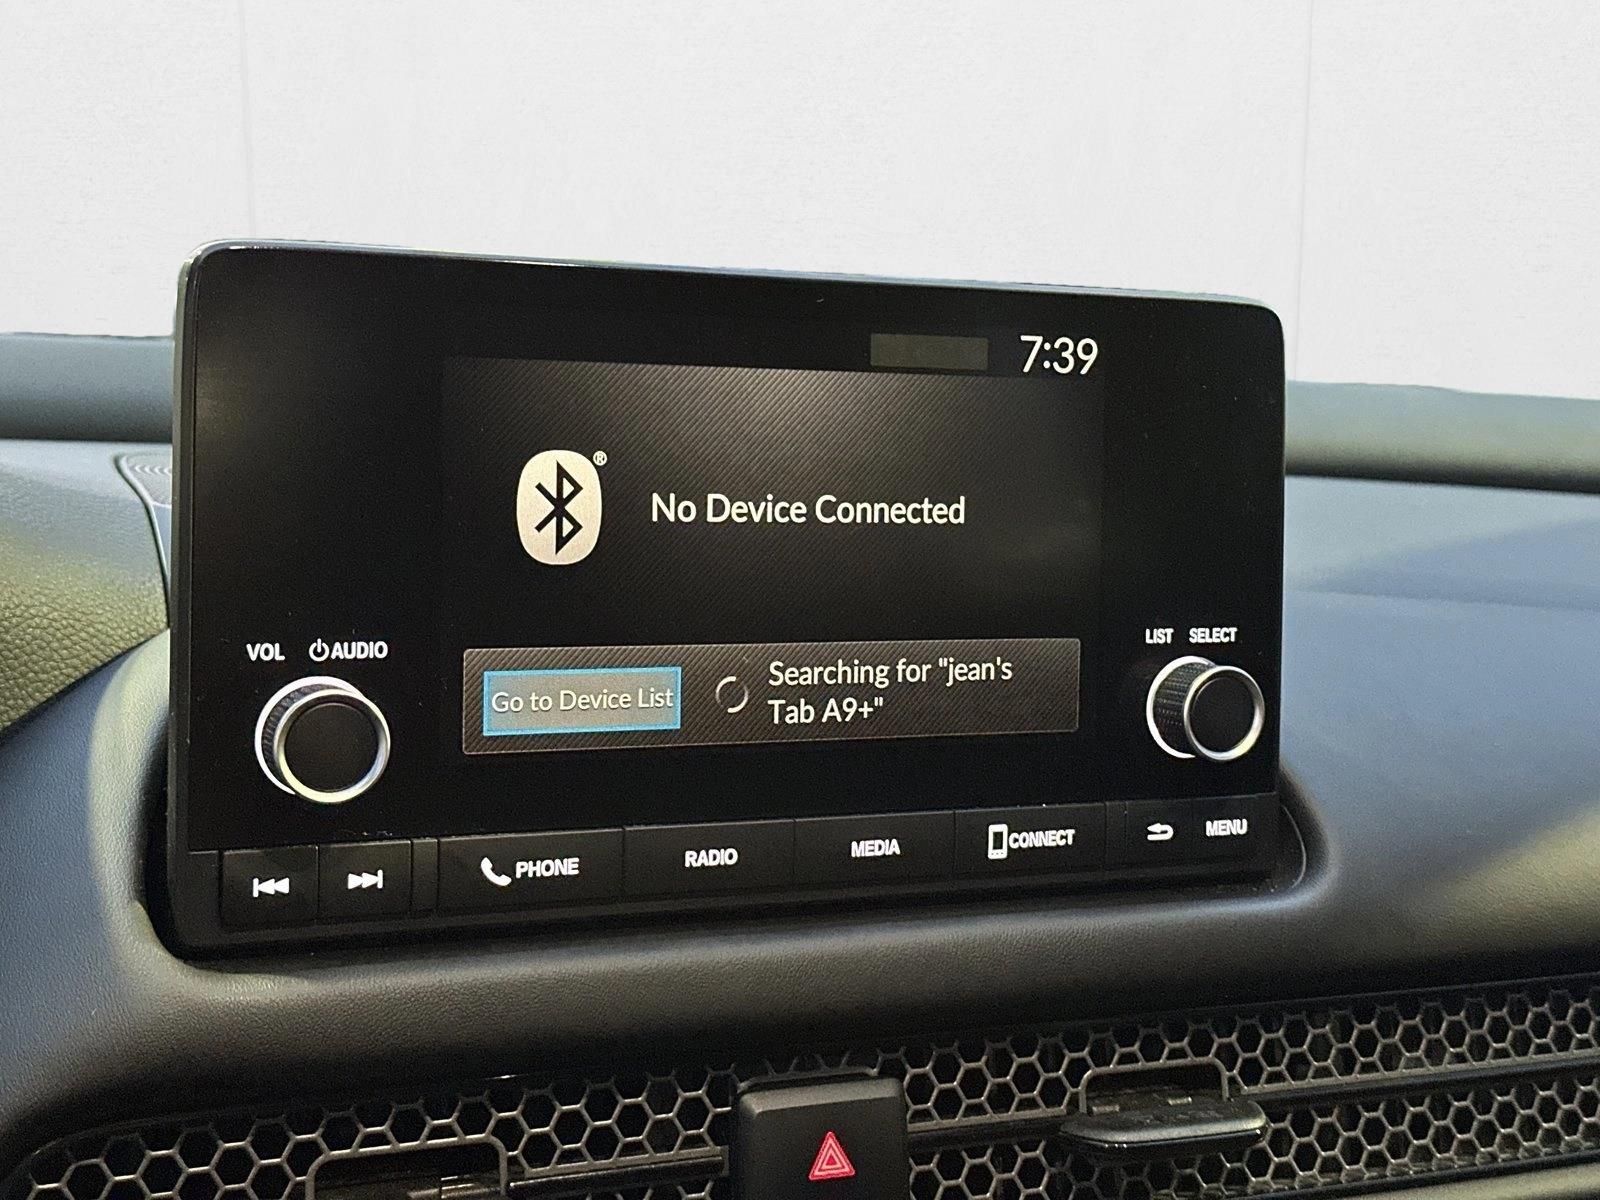 7:39
®
No Device Connected
VOL AUDIO
LIST SELECT
Go to Device List
Searching for "jean's
Tab A9+"
PHONE
RADIO
MEDIA
CONNECT
MENU